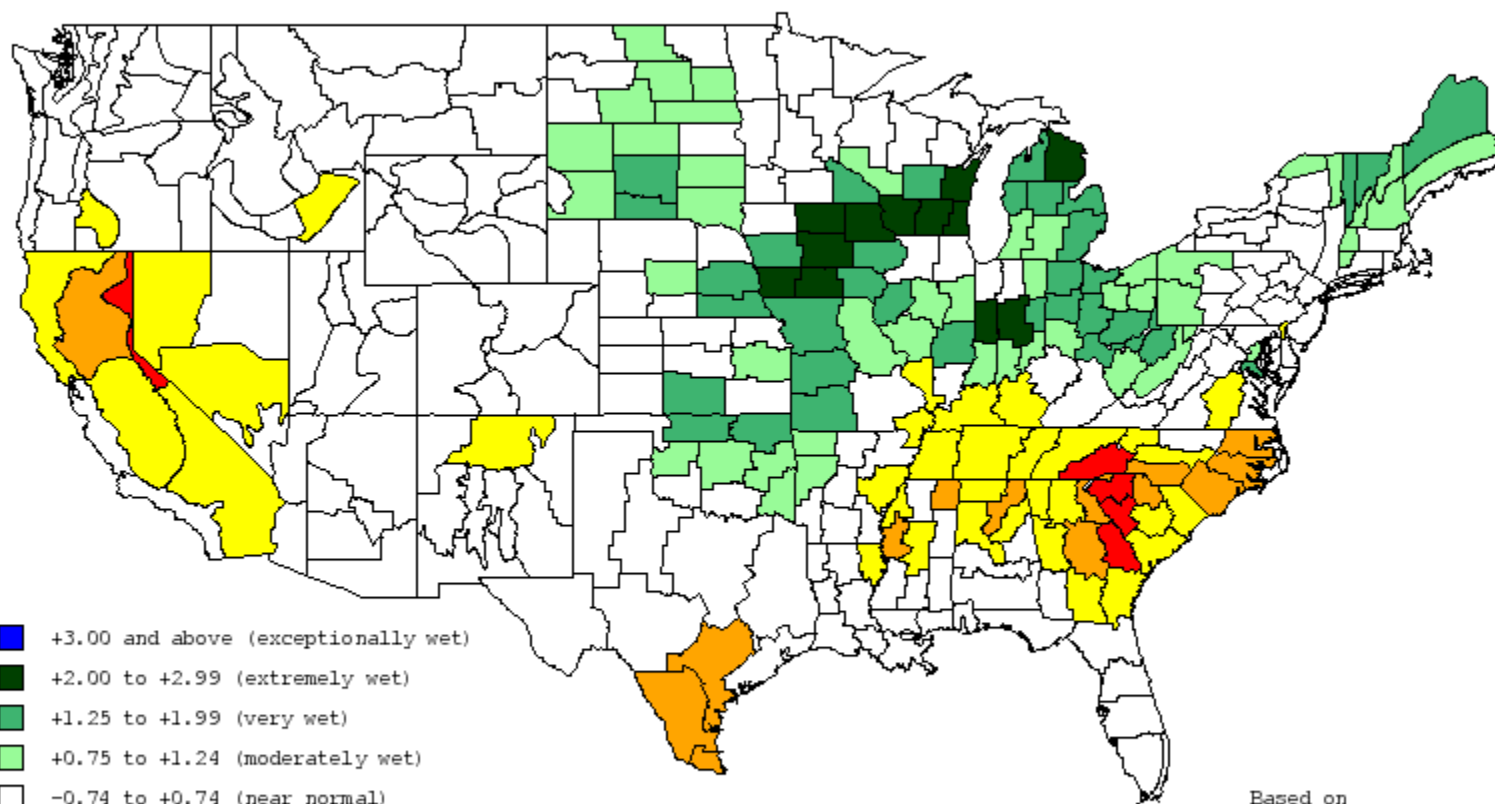 +3.00 and above (exceptionally wet)
+2.00 to +2.99 (extremely wet)
+1.25 to +1.99 (very wet)
+0.75 to +1.24 (moderately wet)
-0.74 to +0.74 (near normal)
Based on